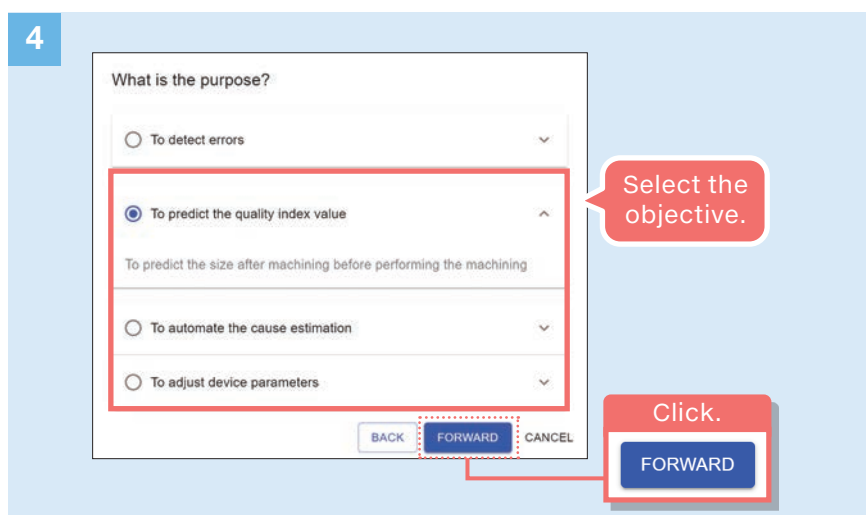 4
What is the purpose?
To detect errors
To predict the quality index value
To predict the size after machining before performing the machining
To automate the cause estimation
To adjust device parameters
BACK
FORWARD
CANCEL
Select the
objective.
Click.
FORWARD